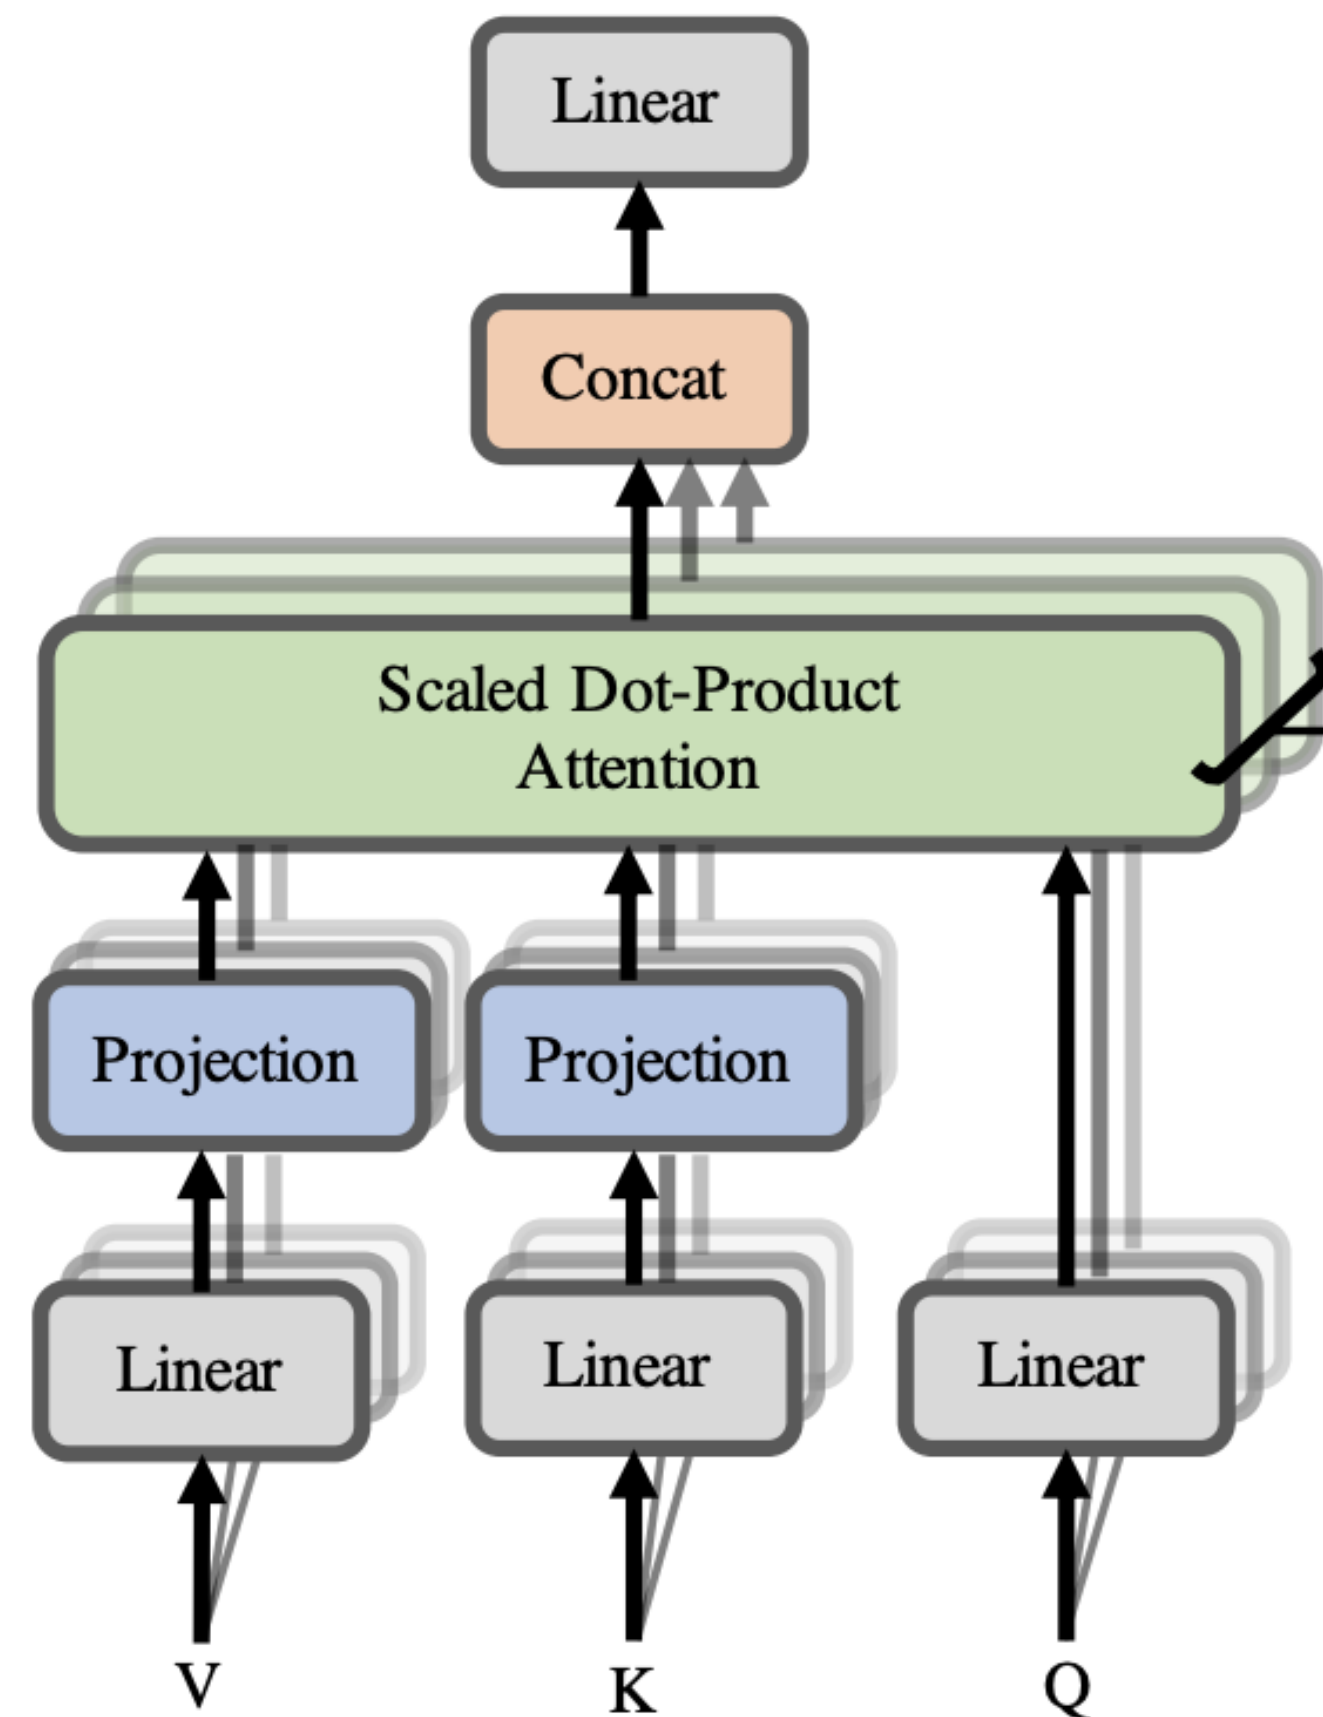 Linear
Concat
Scaled Dot-Product
Attention
Projection
Projection
Linear
Linear
Linear
V
K
Q